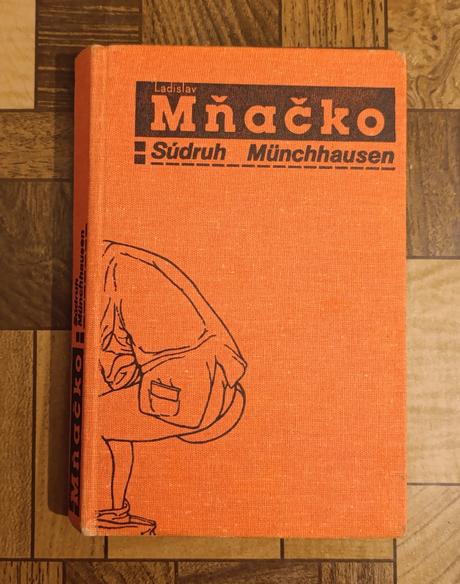 Ladislav
Mňačko
: Súdruh Münchhausen
Mňačko : Súdruh
Münchhausen